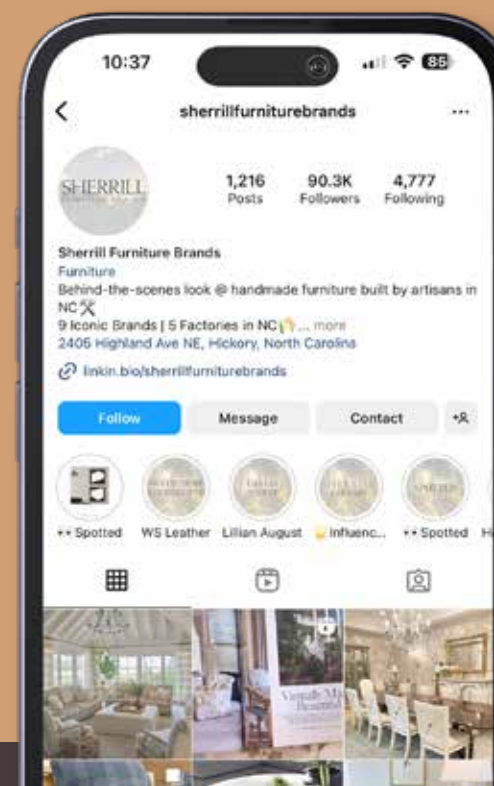 10:37
85
sherrillfurniturebrands
SHERRILL
1,216
90.3K
4,777
Posts
Followers
Following
Sherrill Furniture Brands
Furniture
Behind-the-scenes look @ handmade furniture built by artisans in
NC
9 Iconic Brands | 5 Factories in NC ... more
2405 Highland Ave NE, Hickory, North Carolina
linkin.bio/sherrillfurniturebrands
Follow
Message
Contact
Spotted
WS Leather
Lillian August
Influenc...
Spotted
H